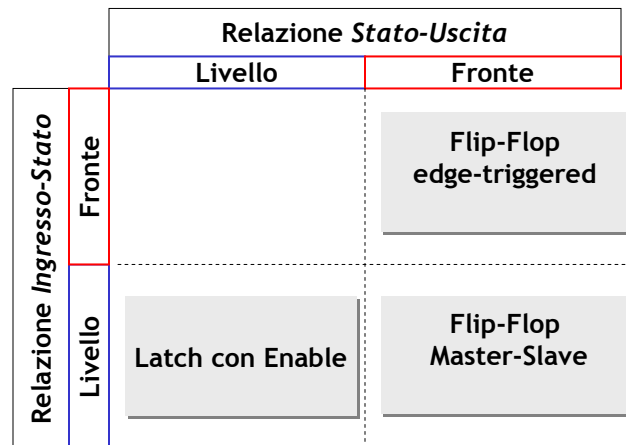 Relazione Stato-Uscita
Livello
Fronte
Relazione Ingresso-Stato
Fronte
Flip-Flop
edge-triggered
Livello
Latch con Enable
Flip-Flop
Master-Slave